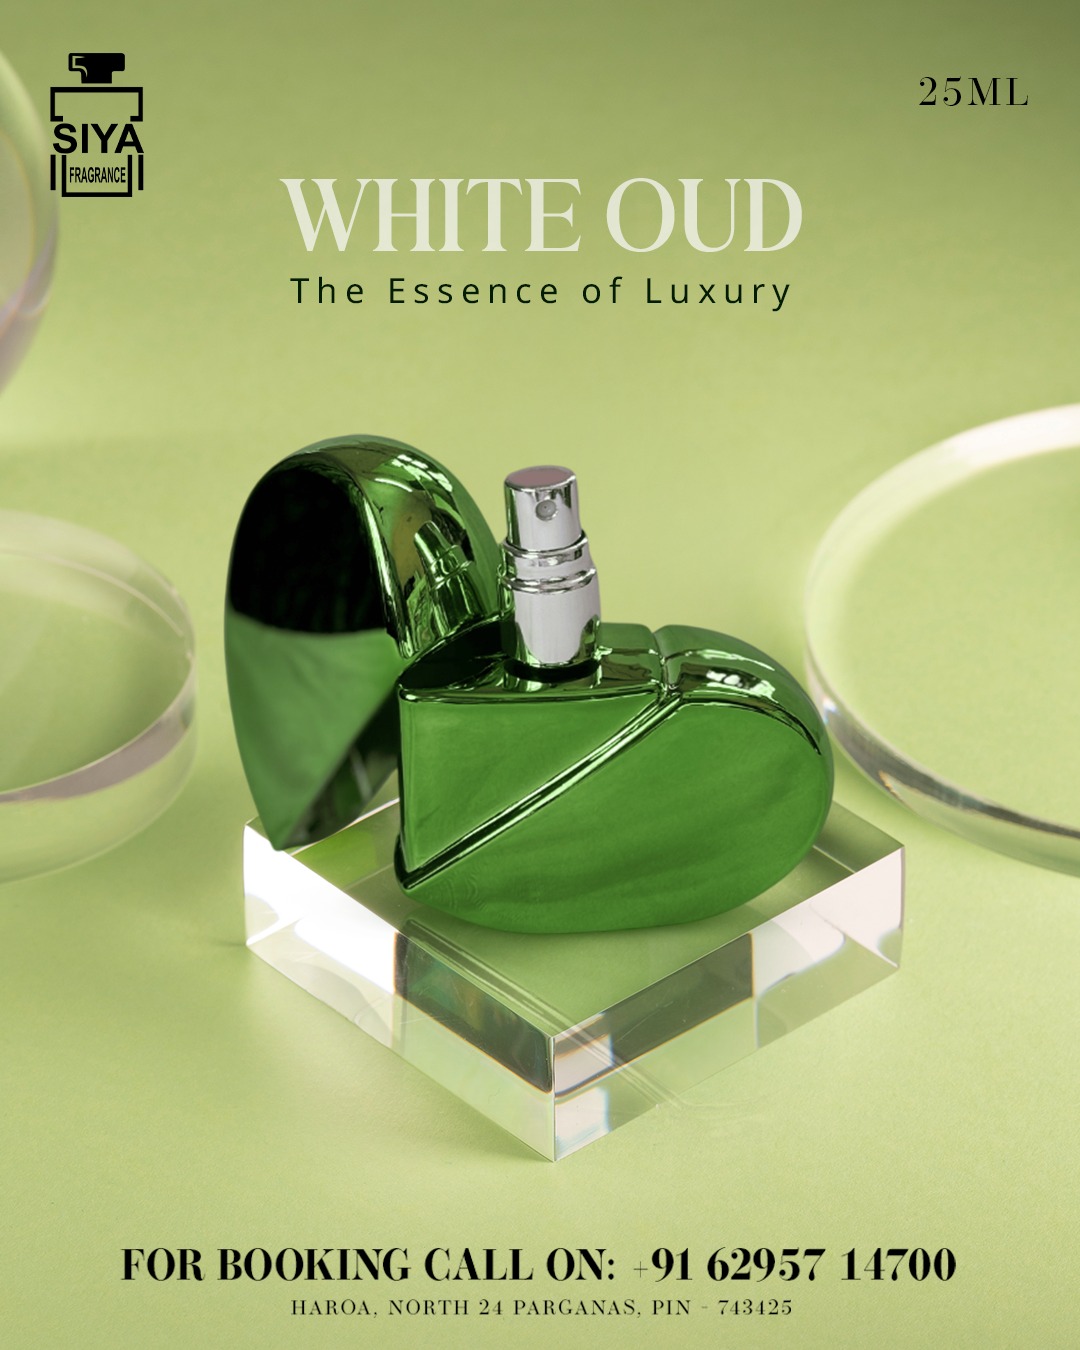 SIYA
FRAGRANCE
25ML
WHITE OUD
The Essence of Luxury
FOR BOOKING CALL ON: +91 62957 14700
HAROA, NORTH 24 PARGANAS, PIN - 743425